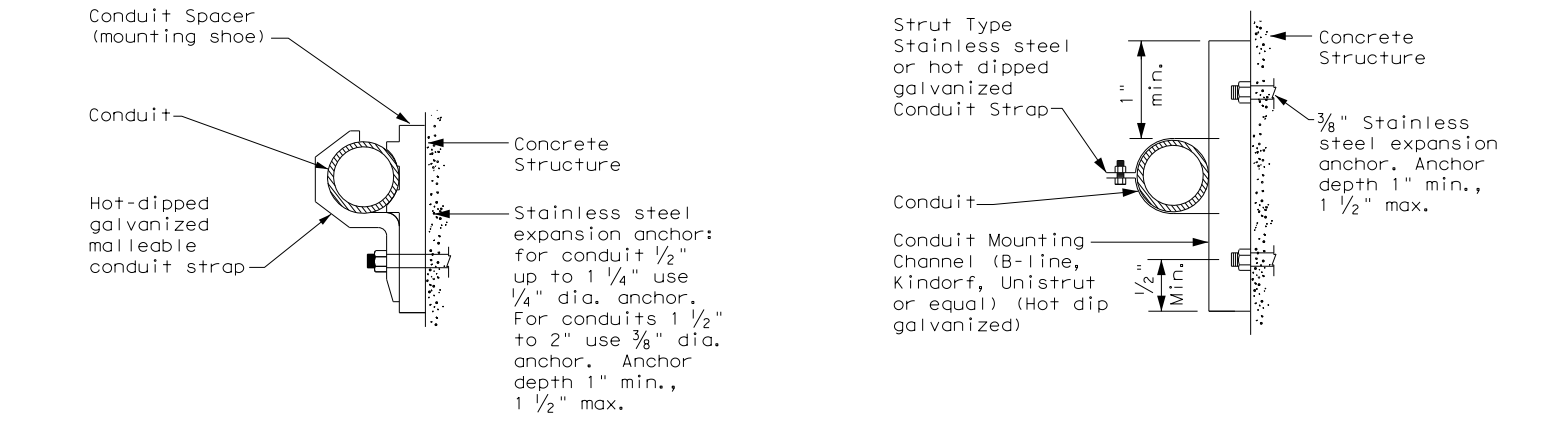 Conduit Spacer
(mounting shoe)
Conduit
Hot-dipped
galvanized
malleable
conduit strap
Concrete
Structure
Stainless steel
expansion anchor:
for conduit 1/2"
up to 1 1/4" use
1/4" dia. anchor.
For conduits 1 1/2"
to 2" use 3/8" dia.
anchor. Anchor
depth 1" min.,
1 1/2" max.
Strut Type
Stainless steel
or hot dipped
galvanized
Conduit Strap
1"
min.
Conduit
Conduit Mounting
Channel (B-line,
Kindorf, Unistrut
or equal) (Hot dip
galvanized)
1/2"
Min.
Concrete
Structure
3/8" Stainless
steel expansion
anchor. Anchor
depth 1" min.,
1 1/2" max.